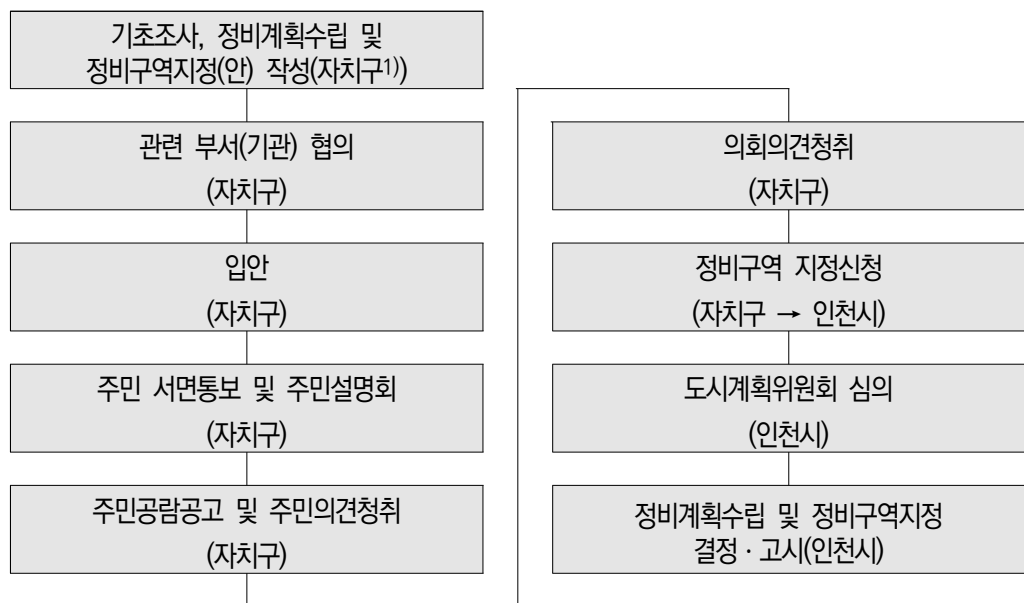 기초조사, 정비계획수립 및
정비구역지정(안) 작성(자치구1))
관련 부서(기관) 협의
(자치구)
입안
(자치구)
주민 서면통보 및 주민설명회
(자치구)
주민공람공고 및 주민의견청취
(자치구)
의회의견청취
(자치구)
정비구역 지정신청
(자치구 → 인천시)
도시계획위원회 심의
(인천시)
정비계획수립 및 정비구역지정
결정 · 고시(인천시)